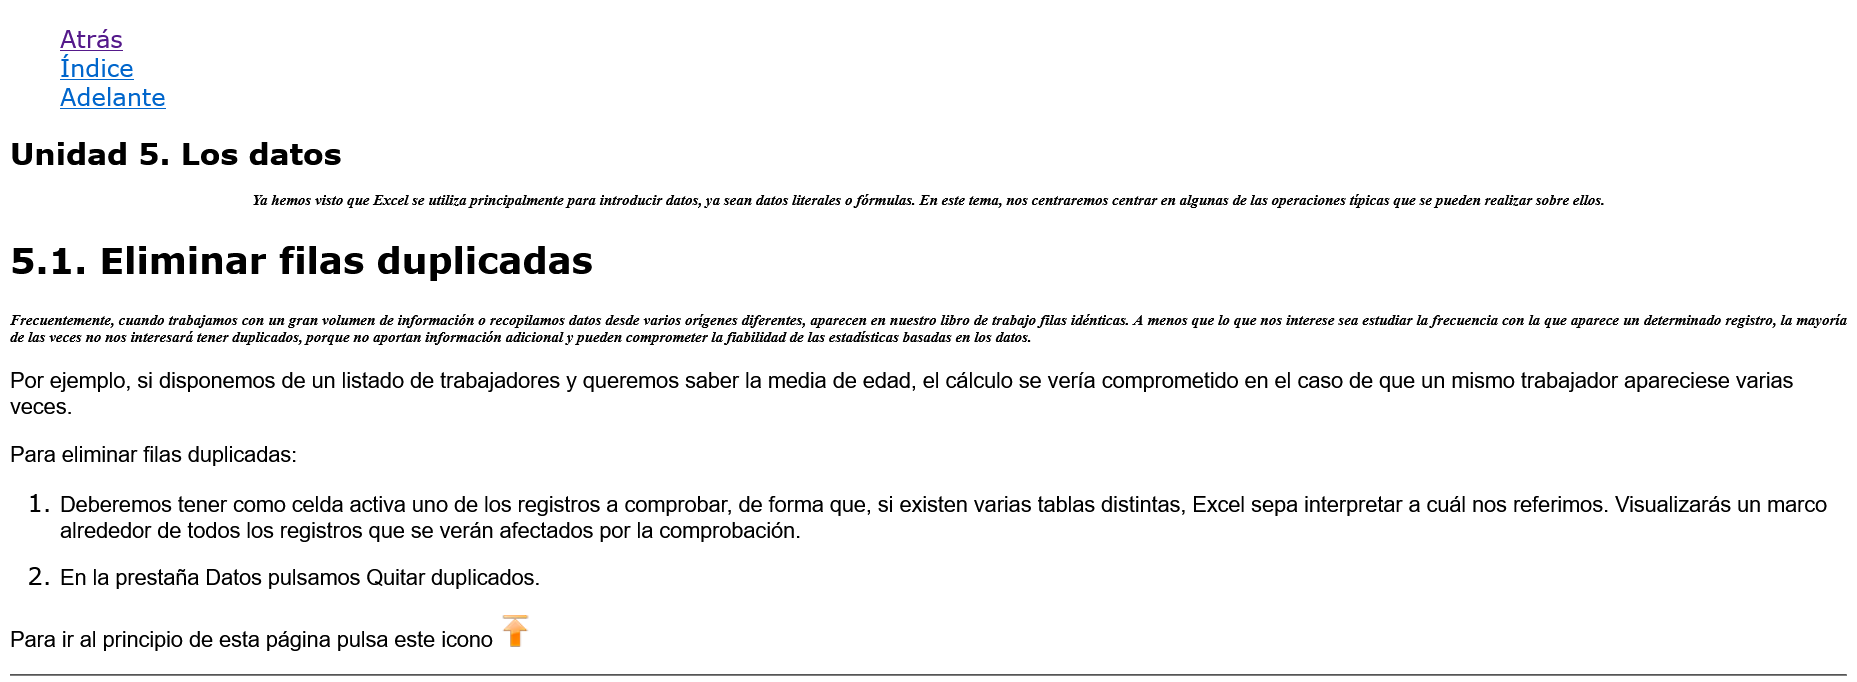 Atrás
Índice
Adelante
Unidad 5. Los datos
Ya hemos visto que Excel se utiliza principalmente para introducir datos, ya sean datos literales o fórmulas. En este tema, nos centraremos centrar en algunas de las operaciones típicas que se pueden realizar sobre ellos.
5.1. Eliminar filas duplicadas
Frecuentemente, cuando trabajamos con un gran volumen de información o recopilamos datos desde varios orígenes diferentes, aparecen en nuestro libro de trabajo filas idénticas. A menos que lo que nos interese sea estudiar la frecuencia con la que aparece un determinado registro, la mayoría
de las veces no nos interesará tener duplicados, porque no aportan información adicional y pueden comprometer la fiabilidad de las estadísticas basadas en los datos.
Por ejemplo, si disponemos de un listado de trabajadores y queremos saber la media de edad, el cálculo se vería comprometido en el caso de que un mismo trabajador apareciese varias
veces.
Para eliminar filas duplicadas:
1. Deberemos tener como celda activa uno de los registros a comprobar, de forma que, si existen varias tablas distintas, Excel sepa interpretar a cuál nos referimos. Visualizarás un marco
alrededor de todos los registros que se verán afectados por la comprobación.
2. En la prestaña Datos pulsamos Quitar duplicados.
Para ir al principio de esta página pulsa este icono